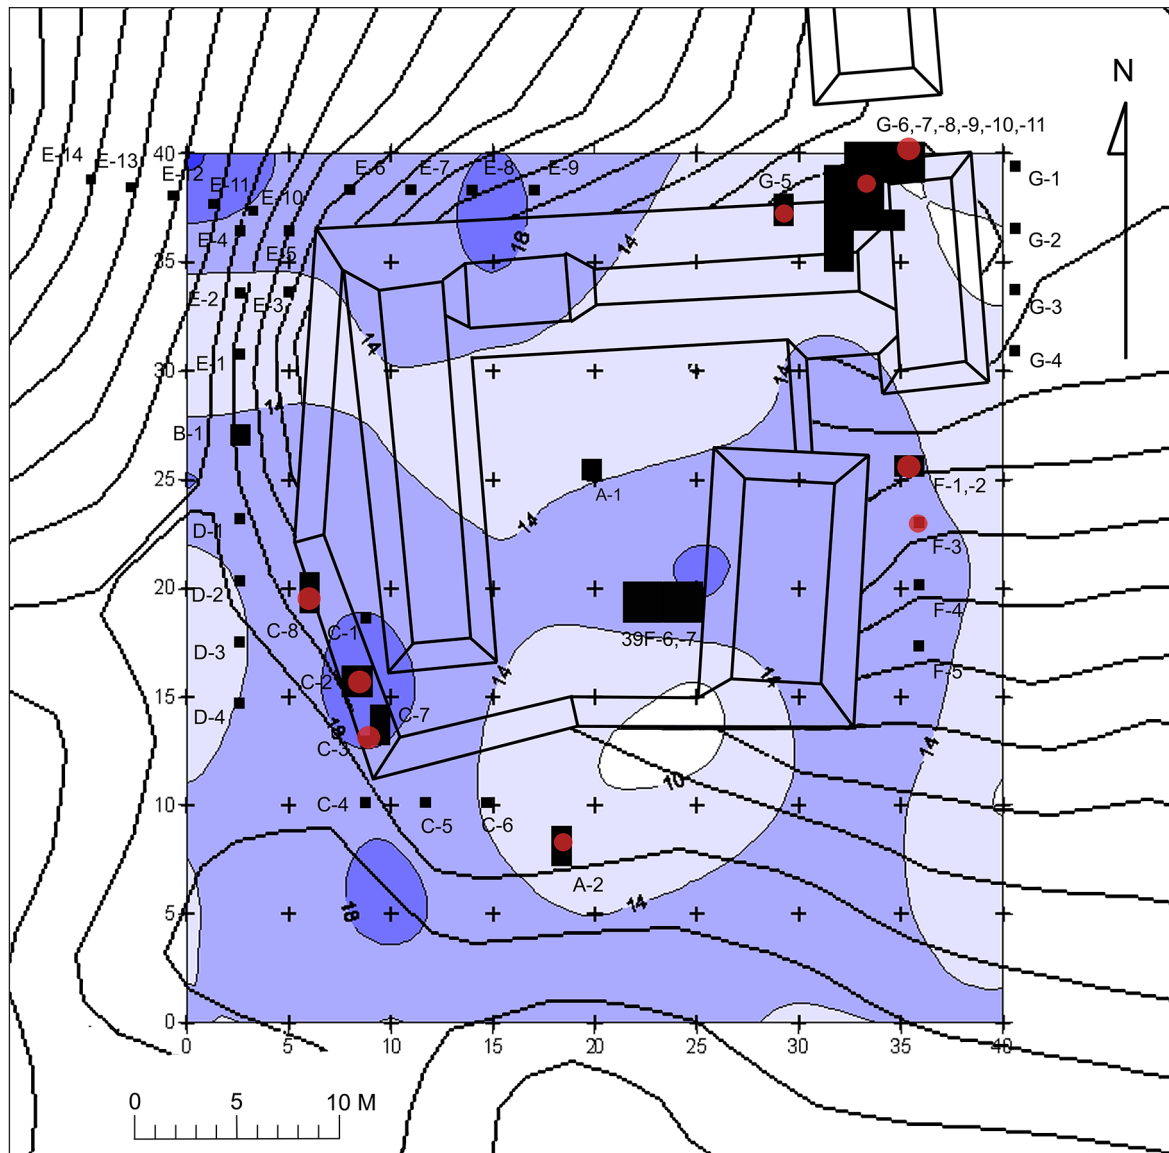 N
G-6,-7,-8,-9,-10,-11
E-14
E-13
40
E-12
E-6
E-7
E-8
E-9
G-5
G-1
E-11
E-10
E-4
E-5
18
14
G-2
35
E-2
E-3
G-3
14
E-1
G-4
30
14
14
B-1
25
A-1
F-1,-2
14
D-1
F-3
20
D-2
C-8
C-1
F-4
D-3
39F-6,-7
C-2
14
14
F-5
15
D-4
C-7
18
C-3
14
10
10
C-4
C-5
C-6
A-2
18
14
5
0
0
5
10
15
20
25
30
35
40
0
5
10 M